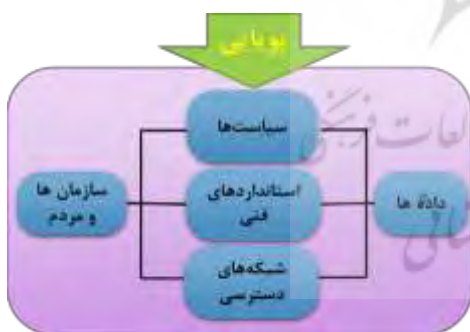 پویایی
سیاست‌ها
داده ها
استانداردهای
فنی
سازمان ها
و مردم
شبکه‌های
دسترسی